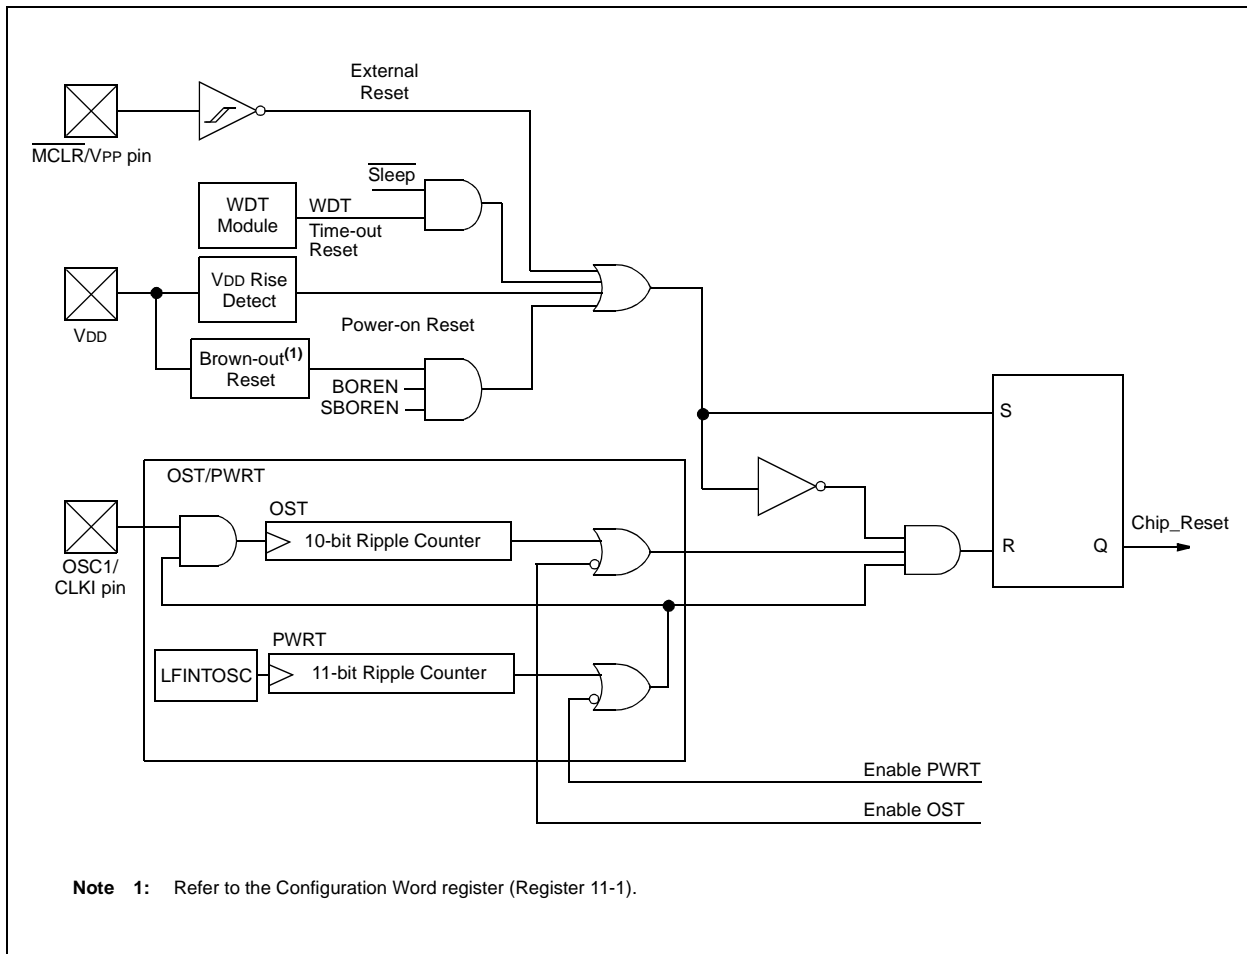 External
Reset
MCLR/VPP pin
Sleep
WDT
Module
WDT
Time-out
Reset
VDD Rise
Detect
VDD
Power-on Reset
Brown-out(1)
Reset
BOREN
SBOREN
S
OST/PWRT
OST
10-bit Ripple Counter
OSC1/
CLKI pin
R
Q
Chip_Reset
PWRT
LFINTOSC
11-bit Ripple Counter
Enable PWRT
Enable OST
Note 1: Refer to the Configuration Word register (Register 11-1).